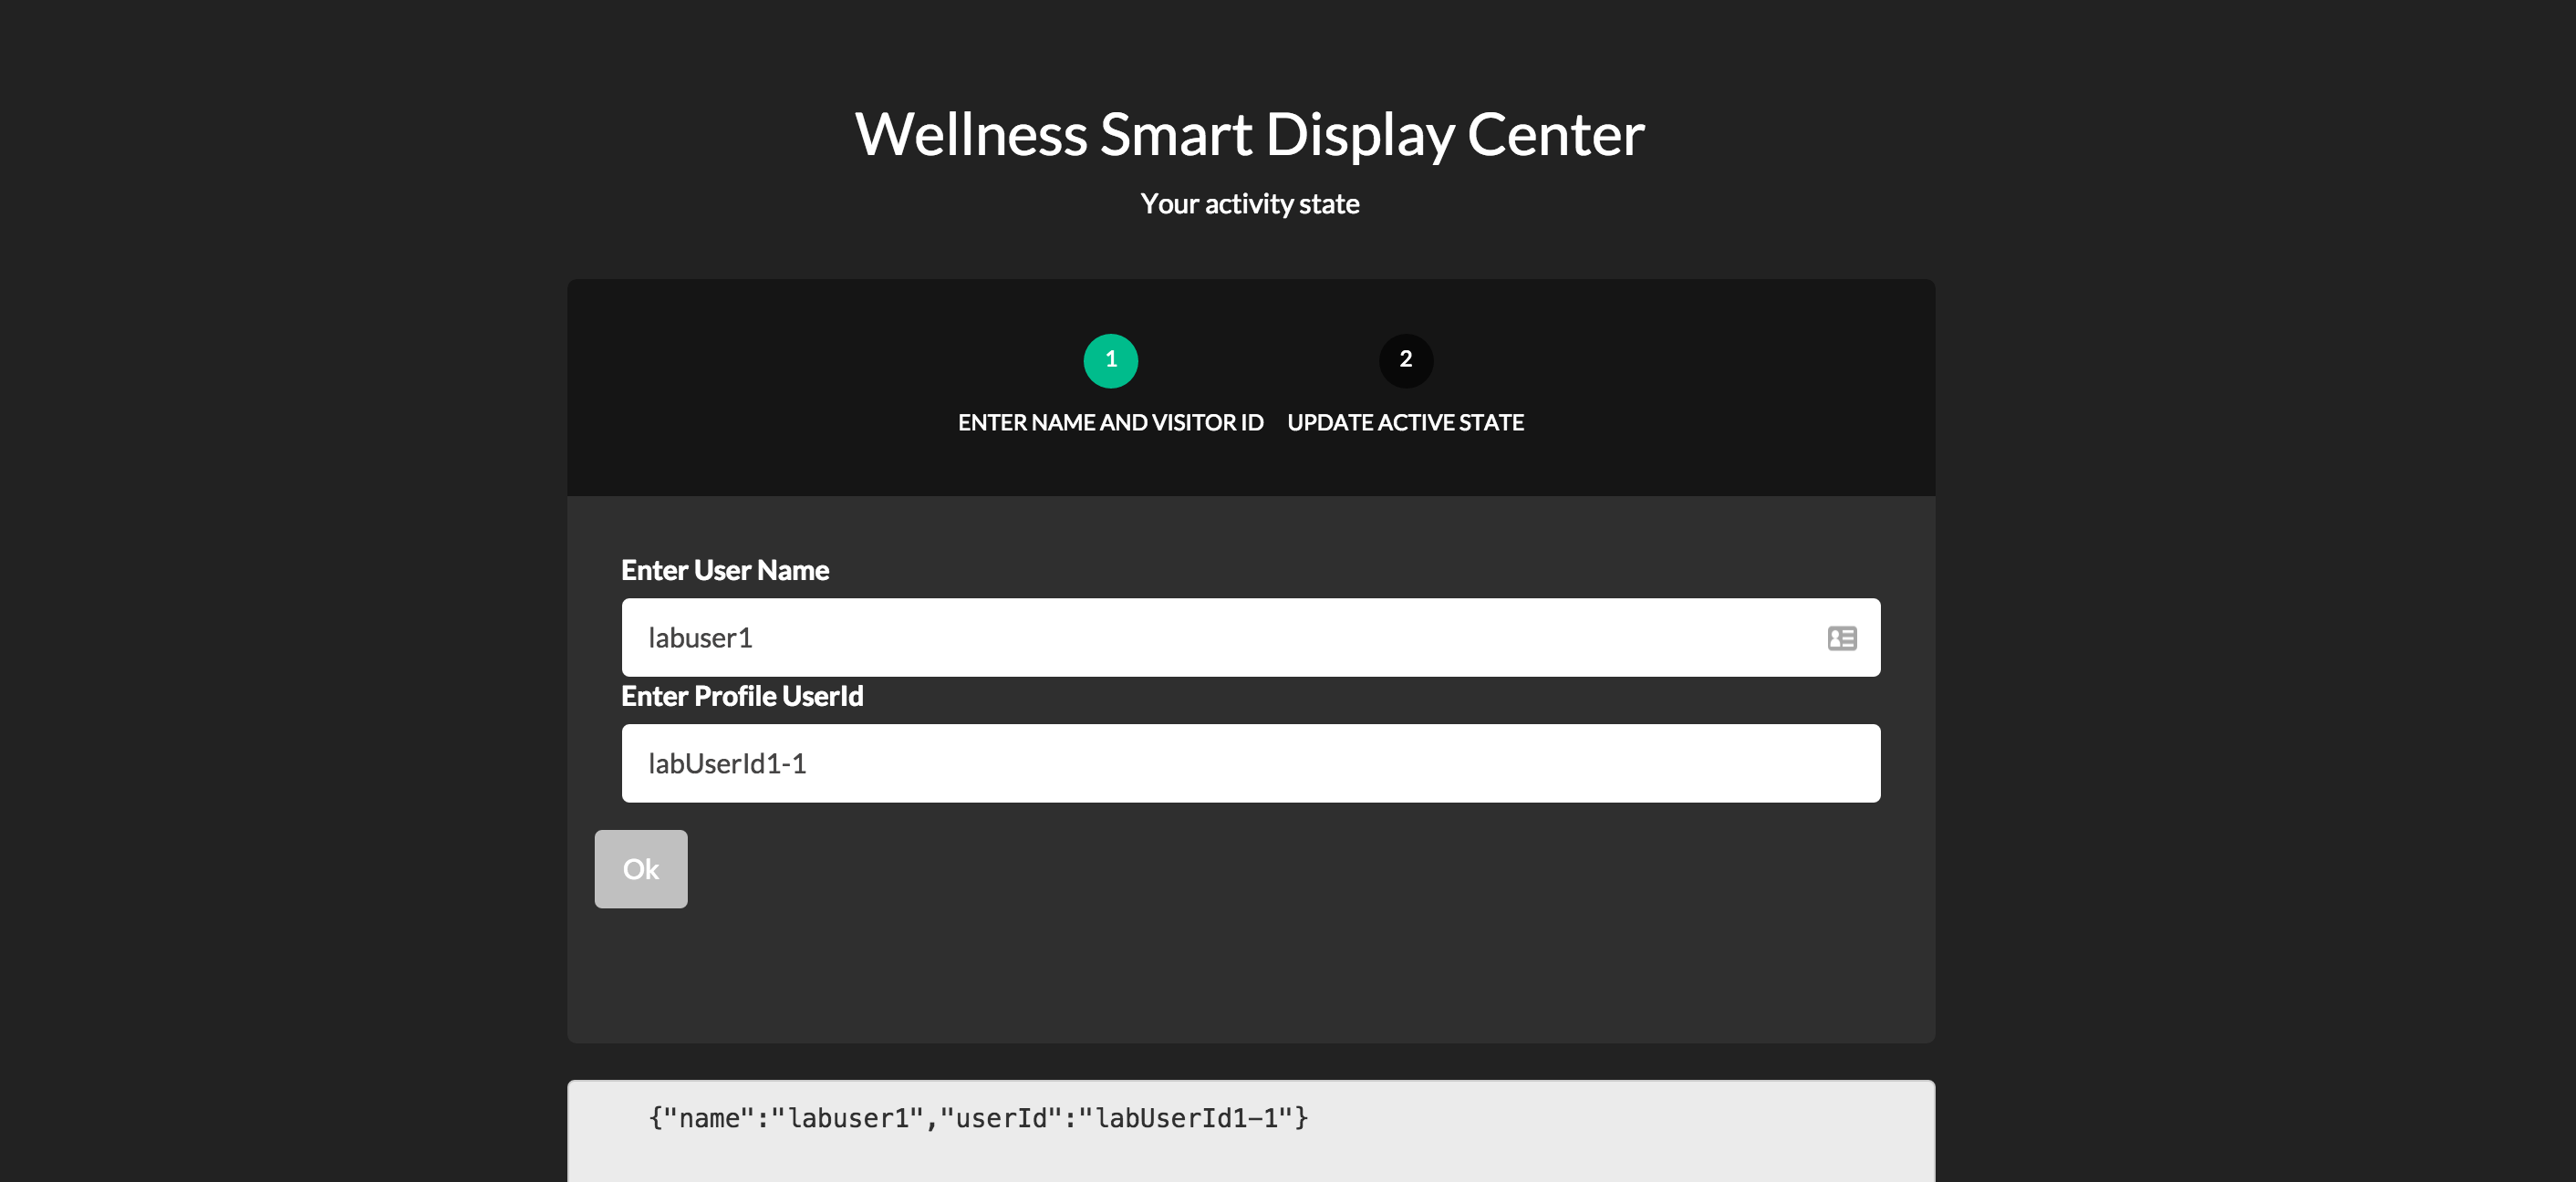 Wellness Smart Display Center
Your activity state
1
2
ENTER NAME AND VISITOR ID
UPDATE ACTIVE STATE
Enter User Name
labuser1
Enter Profile UserId
labUserId1-1
Ok
{"name":"labuser1","userId":"labUserId1-1"}